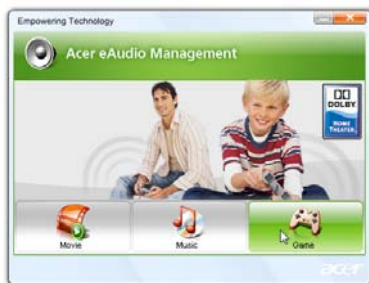 Empowering Technology
Acer eAudio Management
DOLBY
HOME
THEATER
Movie
Music
Game
acer